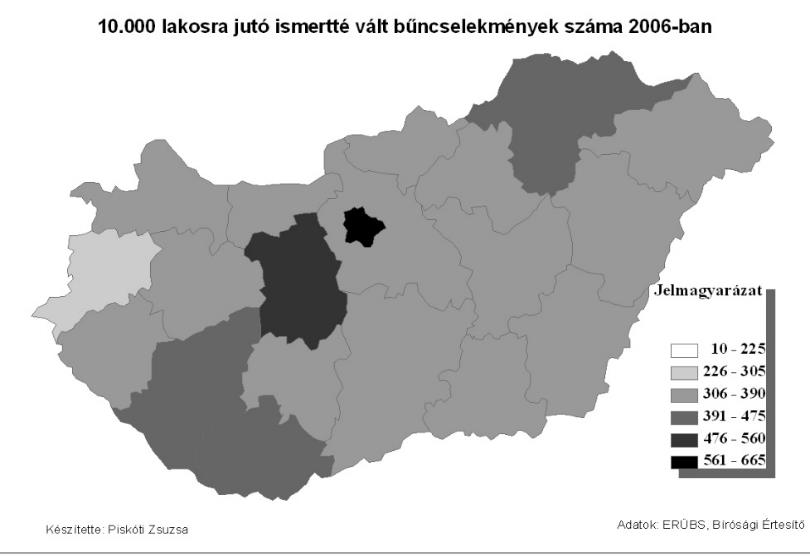 10.000 lakosra jutó ismertté vált bűncselekmények száma 2006-ban
Jelmagyarázat
10 - 225
226 - 305
306 - 390
391 - 475
476 - 560
561 - 665
Készítette: Piskóti Zsuzsa
Adatok: ERÜBS, Bírósági Értesítő